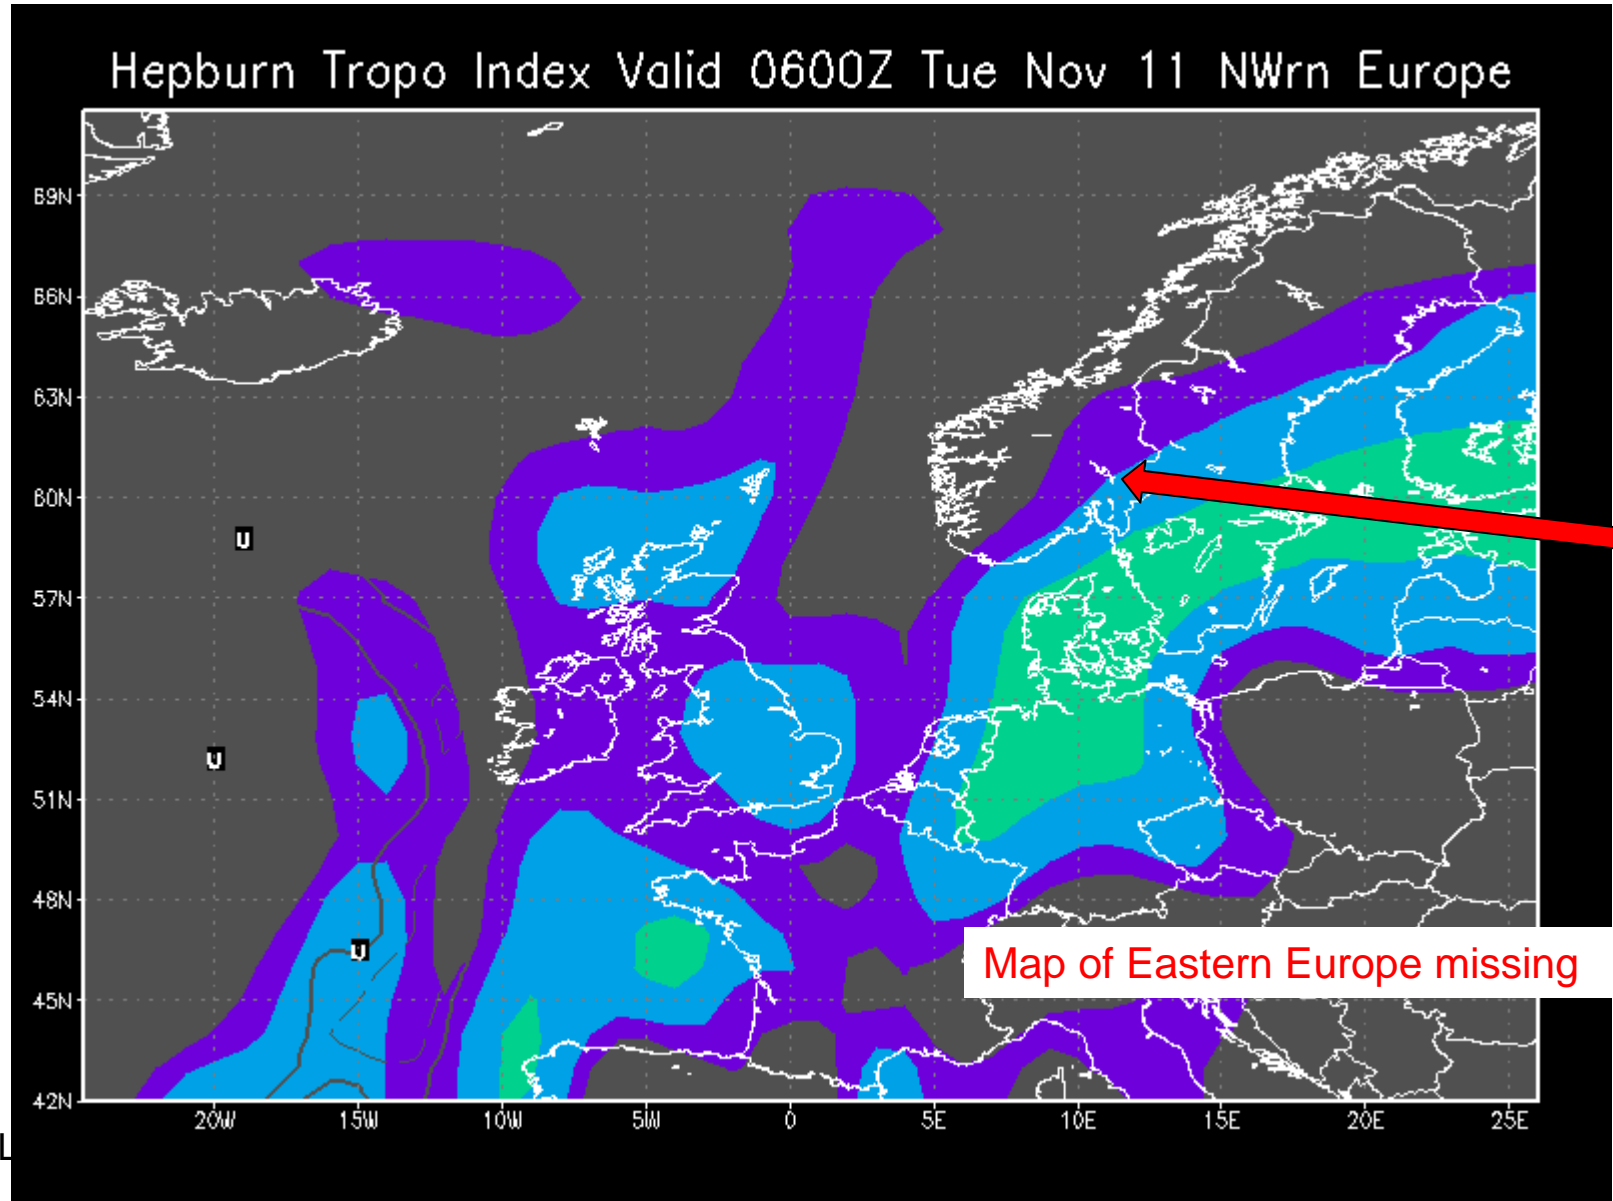 Hepburn Tropo Index Valid 0600Z Tue Nov 11 NWrn Europe
69N
66N
U
63N
60N
U
57N
54N
U
51N
48N
U
Map of Eastern Europe missing
45N
42N
20W 15W 10W 5W 0 5E 10E 15E 20E 25E
L